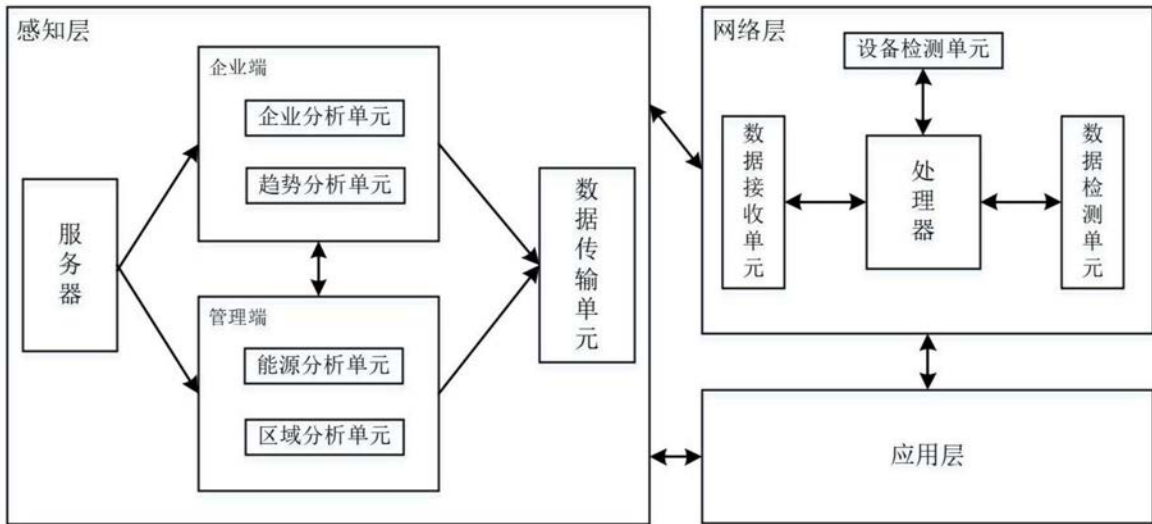 感知层
企业端
企业分析单元
趋势分析单元
服务器
数据传输单元
管理端
能源分析单元
区域分析单元
网络层
设备检测单元
数据接收单元
处理器
数据检测单元
应用层